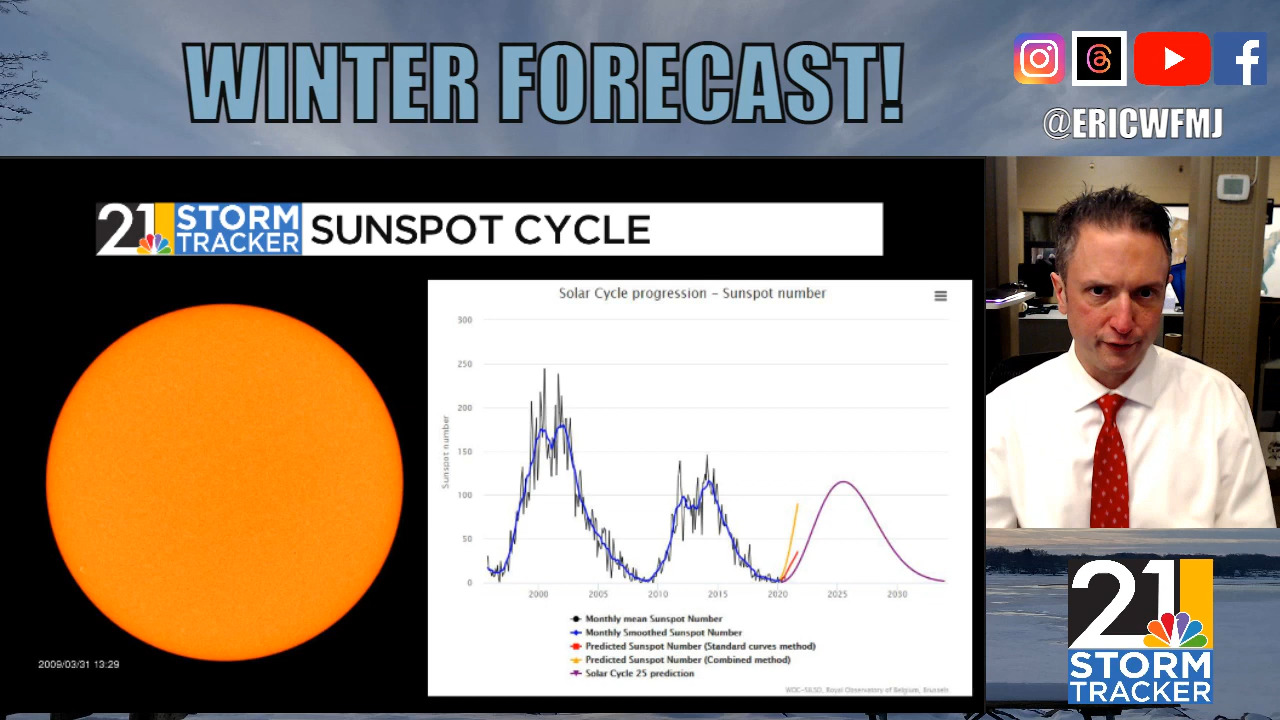 WINTER FORECAST!
@ERICWFMJ
21 STORM TRACKER SUNSPOT CYCLE
Solar Cycle progression - Sunspot number
300
250
200
150
100
50
0
Sunspot number
2000 2005 2010 2015 2020 2025 2030
Monthly mean Sunspot Number
Monthly Smoothed Sunspot Number
Predicted Sunspot Number (Standard curves method)
Predicted Sunspot Number (Combined method)
Solar Cycle 25 prediction
WDC-SILSO, Royal Observatory of Belgium, Brussels
2009/03/31 13:29
21
STORM
TRACKER